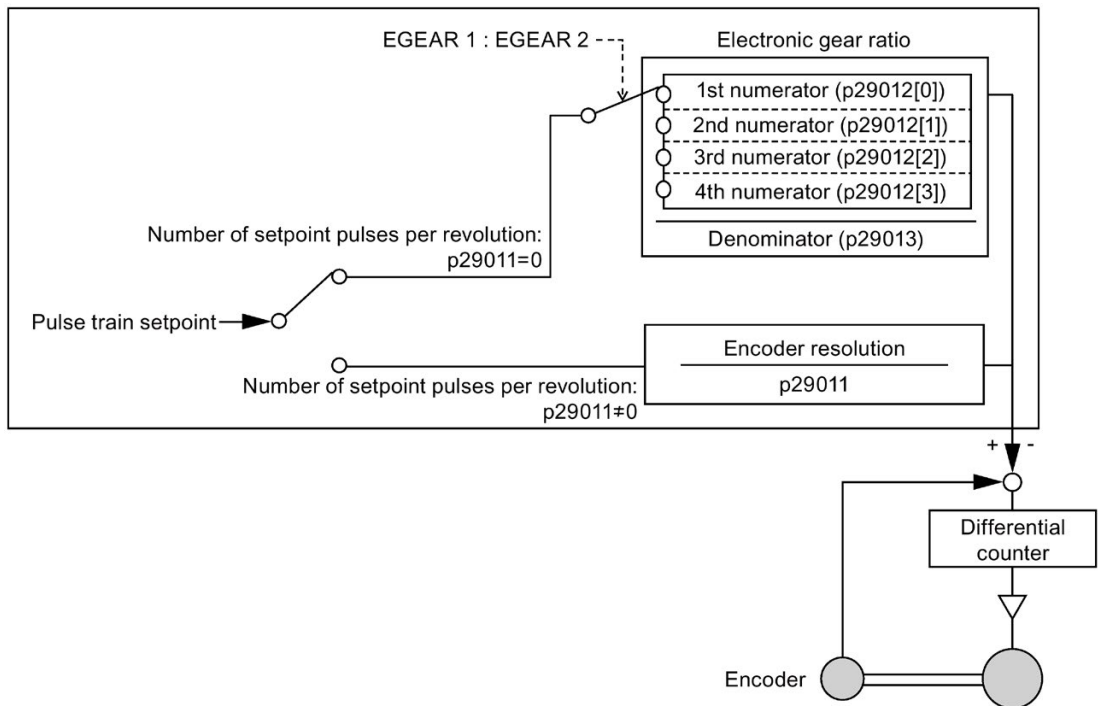 EGEAR 1 : EGEAR 2
Electronic gear ratio
1st numerator (p29012[0])
2nd numerator (p29012[1])
3rd numerator (p29012[2])
4th numerator (p29012[3])
Denominator (p29013)
Number of setpoint pulses per revolution:
p29011=0
Pulse train setpoint
Encoder resolution
p29011
Number of setpoint pulses per revolution:
p29011≠0
+ -
Differential
counter
Encoder